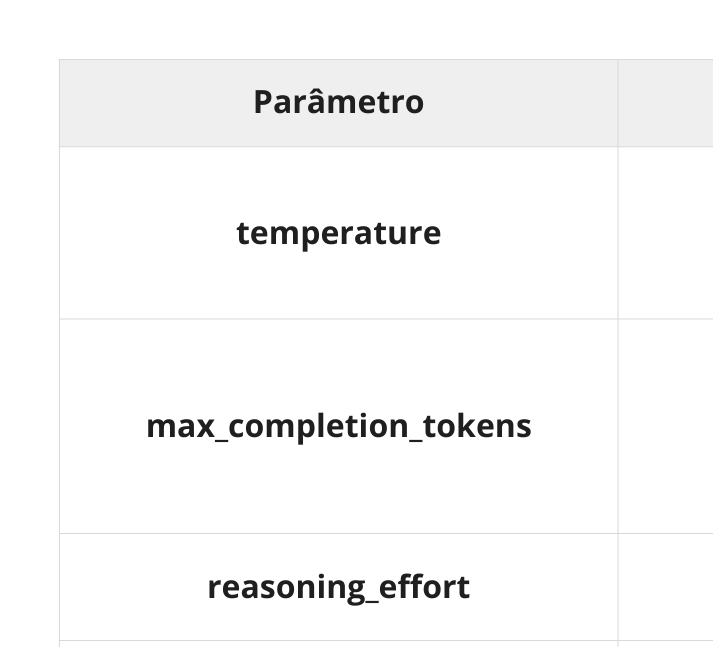 Parâmetro
temperature
max_completion_tokens
reasoning_effort